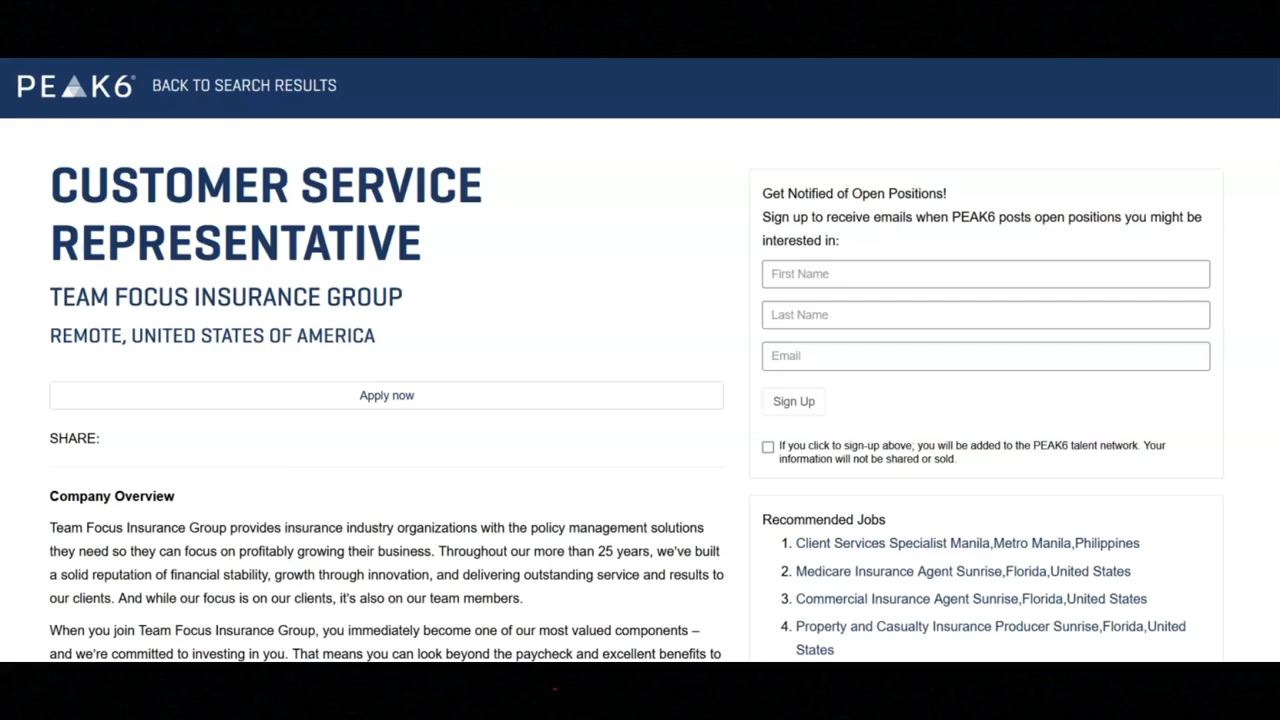 PEAK6® BACK TO SEARCH RESULTS
CUSTOMER SERVICE
REPRESENTATIVE
TEAM FOCUS INSURANCE GROUP
REMOTE, UNITED STATES OF AMERICA
Apply now
SHARE:
Company Overview
Team Focus Insurance Group provides insurance industry organizations with the policy management solutions
they need so they can focus on profitably growing their business. Throughout our more than 25 years, we've built
a solid reputation of financial stability, growth through innovation, and delivering outstanding service and results to
our clients. And while our focus is on our clients, it's also on our team members.
When you join Team Focus Insurance Group, you immediately become one of our most valued components –
and we're committed to investing in you. That means you can look beyond the paycheck and excellent benefits to
Get Notified of Open Positions!
Sign up to receive emails when PEAK6 posts open positions you might be
interested in:
First Name
Last Name
Email
Sign Up
If you click to sign-up above; you will be added to the PEAK6 talent network. Your
information will not be shared or sold.
Recommended Jobs
1. Client Services Specialist Manila,Metro Manila,Philippines
2. Medicare Insurance Agent Sunrise,Florida,United States
3. Commercial Insurance Agent Sunrise,Florida,United States
4. Property and Casualty Insurance Producer Sunrise,Florida,United
States